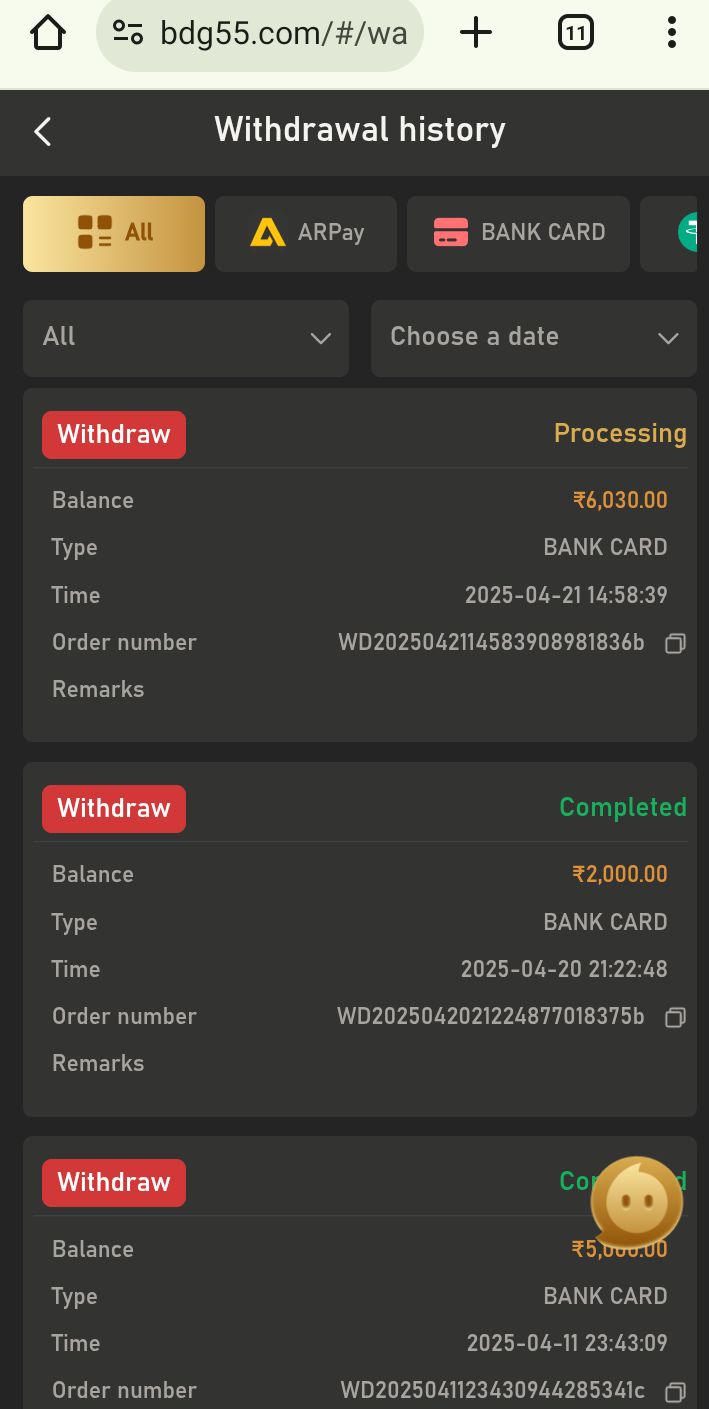 bdg55.com/#/wa
11
Withdrawal history
All
ARPay
BANK CARD
All
Choose a date
Withdraw Processing
Balance ₹6,030.00
Type BANK CARD
Time 2025-04-21 14:58:39
Order number WD2025042114583908981836b
Remarks
Withdraw Completed
Balance ₹2,000.00
Type BANK CARD
Time 2025-04-20 21:22:48
Order number WD2025042021224877018375b
Remarks
Withdraw
Balance ₹5,000.00
Type BANK CARD
Time 2025-04-11 23:43:09
Order number WD2025041123430944285341c